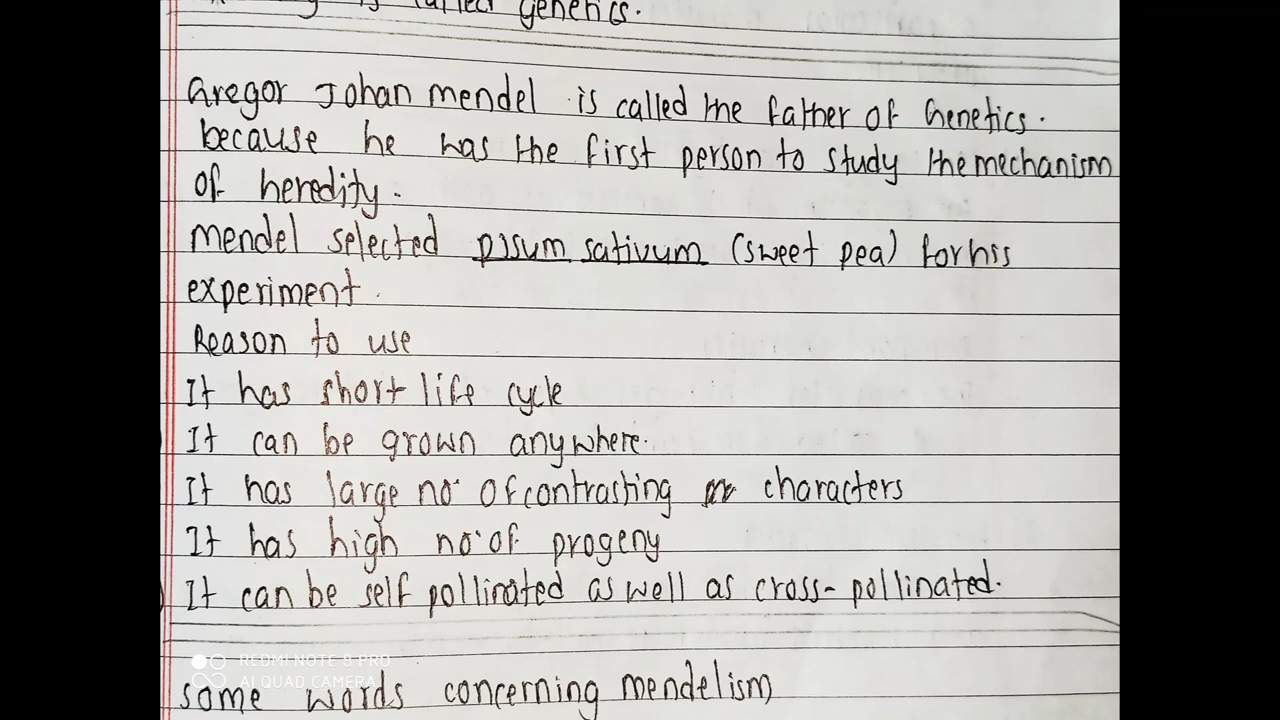 is called genetics.
Gregor Johan mendel is called the father of Genetics.
because he was the first person to study the mechanism
of heredity.
mendel selected pisum sativum (sweet pea) for his
experiment.
Reason to use
It has short life cycle
It can be grown anywhere.
It has large no. of contrasting characters
It has high no. of progeny
It can be self pollinated as well as cross-pollinated.
REDMI NOTE 8 PRO
AI QUAD CAMERA
some words concerning mendelism